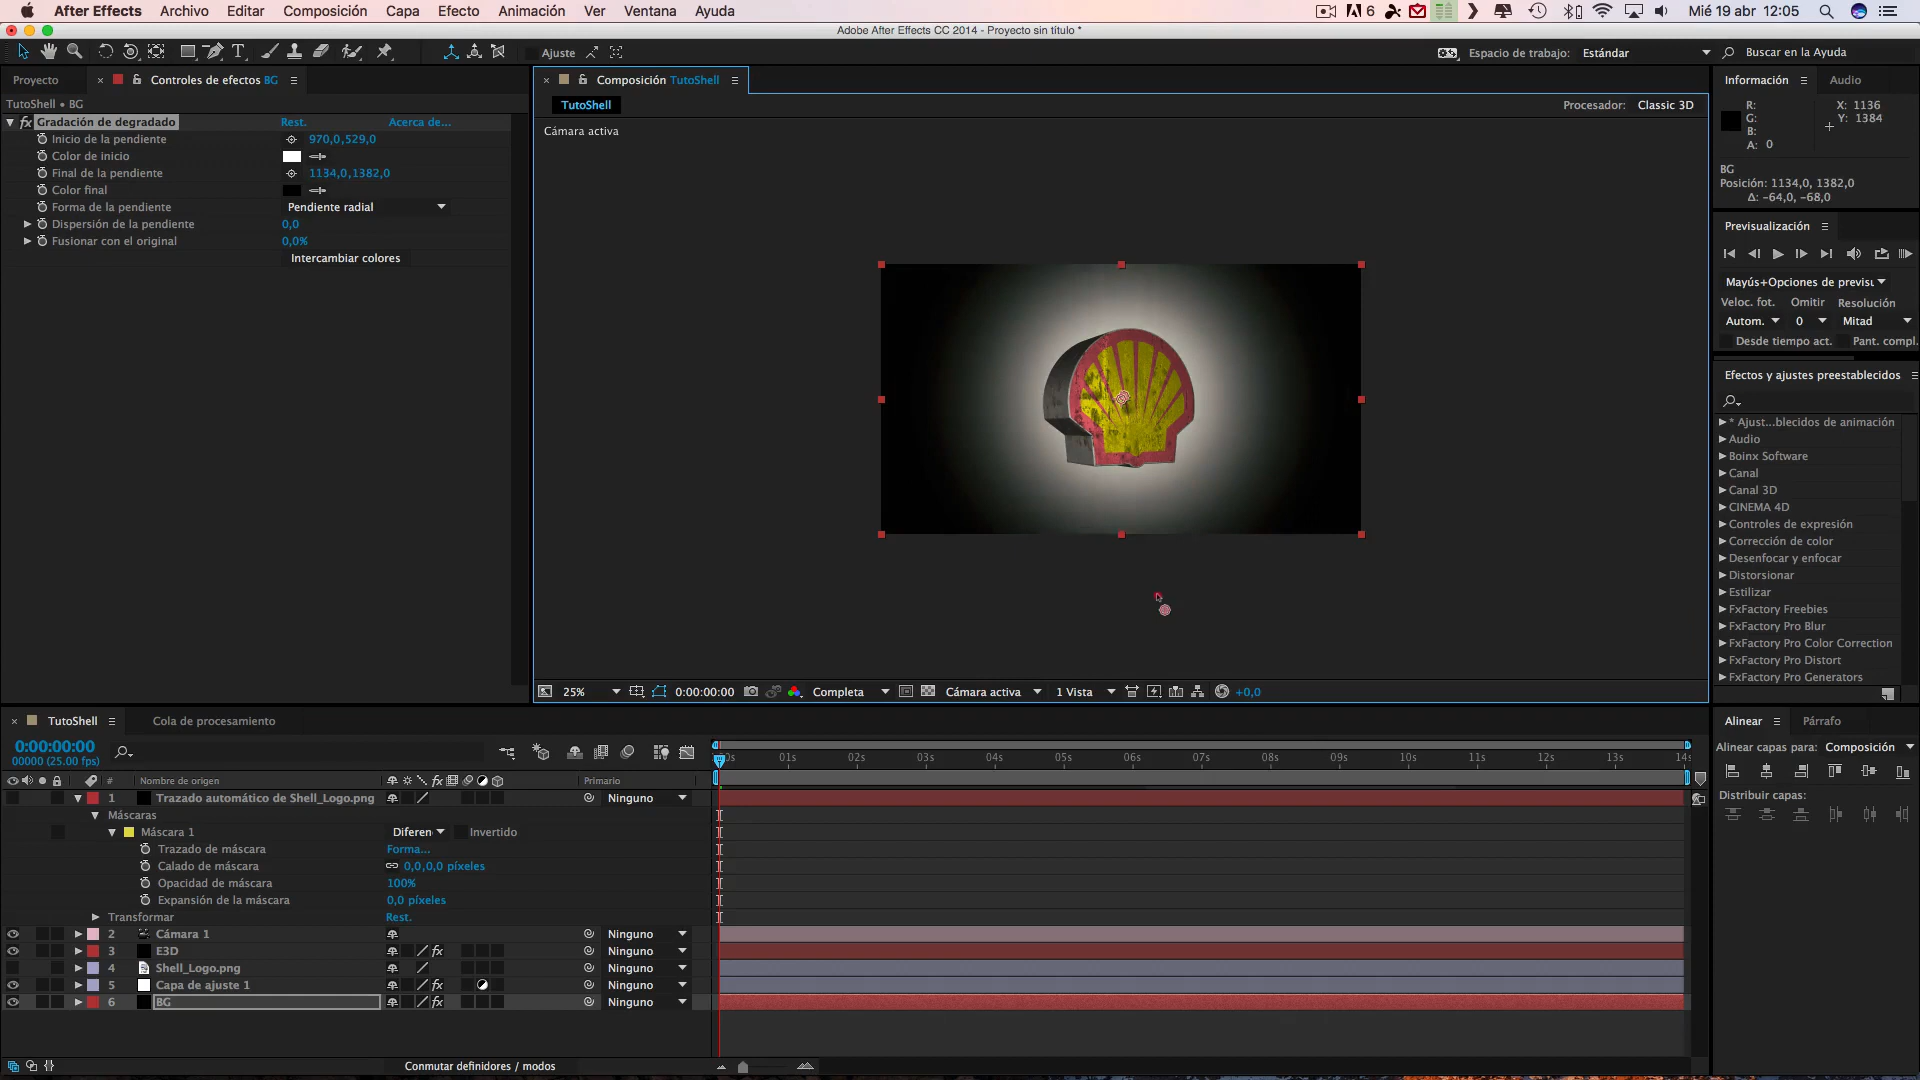 After Effects Archivo Editar Composición Capa Efecto Animación Ver Ventana Ayuda 6 Mié 19 abr 12:05
Adobe After Effects CC 2014 - Proyecto sin título *
Ajuste Espacio de trabajo: Estándar Buscar en la Ayuda
Proyecto × Controles de efectos BG
TutoShell • BG
fx Gradación de degradado Rest. Acerca de...
Inicio de la pendiente 970,0,529,0
Color de inicio
Final de la pendiente 1134,0,1382,0
Color final
Forma de la pendiente Pendiente radial
Dispersión de la pendiente 0,0
Fusionar con el original 0,0%
Intercambiar colores
× Composición TutoShell
TutoShell Procesador: Classic 3D
Cámara activa
25% 0:00:00:00 Completa Cámara activa 1 Vista +0,0
Información Audio
R: X: 1136
G: Y: 1384
B:
A: 0
BG
Posición: 1134,0, 1382,0
Δ: -64,0, -68,0
Previsualización
Mayús+Opciones de previsu
Veloc. fot. Omitir Resolución
Autom. 0 Mitad
Desde tiempo act. Pant. compl.
Efectos y ajustes preestablecidos
* Ajust...blecidos de animación
Audio
Boinx Software
Canal
Canal 3D
CINEMA 4D
Controles de expresión
Corrección de color
Desenfocar y enfocar
Distorsionar
Estilizar
FxFactory Freebies
FxFactory Pro Blur
FxFactory Pro Color Correction
FxFactory Pro Distort
FxFactory Pro Generators
Alinear Párrafo
Alinear capas para: Composición
Distribuir capas:
× TutoShell Cola de procesamiento
0:00:00:00
00000 (25.00 fps)
00s 01s 02s 03s 04s 05s 06s 07s 08s 09s 10s 11s 12s 13s 14s
# Nombre de origen fx Primario
1 Trazado automático de Shell_Logo.png Ninguno
Máscaras
Máscara 1 Diferen Invertido
Trazado de máscara Forma...
Calado de máscara 0,0,0,0 píxeles
Opacidad de máscara 100%
Expansión de la máscara 0,0 píxeles
Transformar Rest.
2 Cámara 1 Ninguno
3 E3D fx Ninguno
4 Shell_Logo.png Ninguno
5 Capa de ajuste 1 fx Ninguno
6 BG fx Ninguno
Conmutar definidores / modos